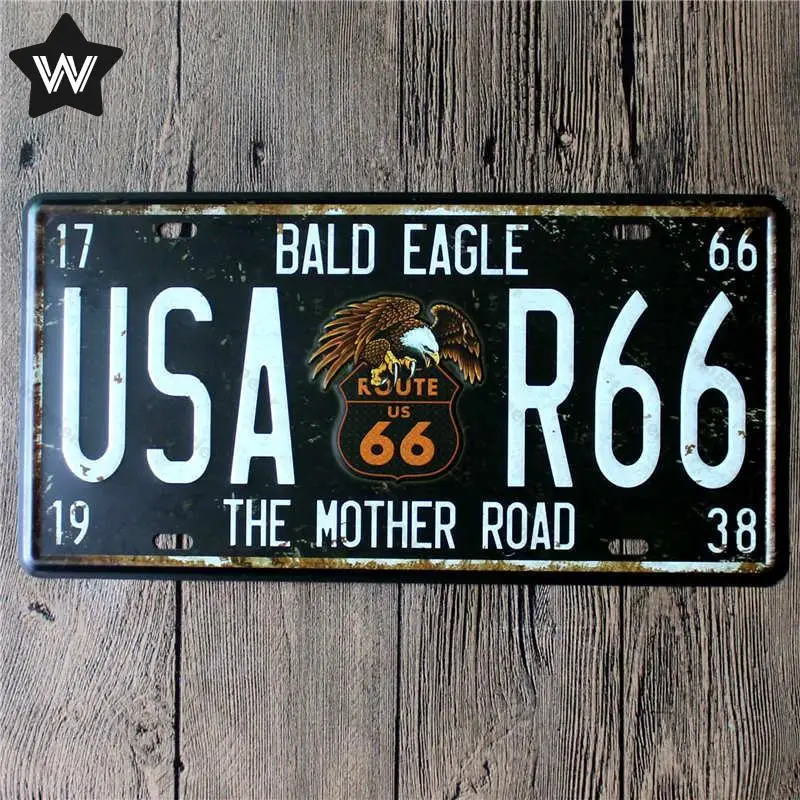 W
17 BALD EAGLE 66
USA R66
ROUTE
US
66
19 THE MOTHER ROAD 38